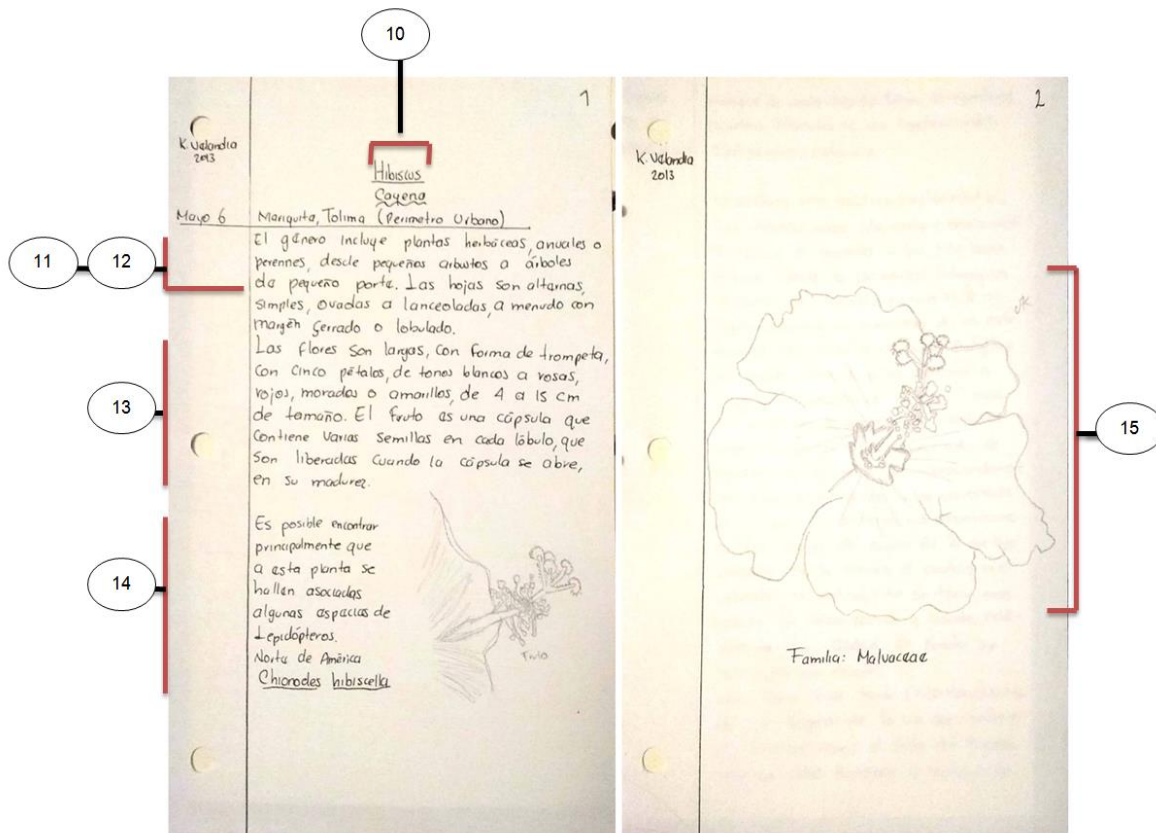 10
1
K. Velandia
2013
Hibiscus
Cayena
Mayo 6 Mariquita, Tolima (Perimetro Urbano)
11 12
El género incluye plantas herbáceas, anuales o
perennes, desde pequeños arbustos a árboles
de pequeño porte. Las hojas son alternas,
simples, ovadas a lanceoladas, a menudo con
margén serrado o lobulado.
13
Las flores son largas, con forma de trompeta,
con cinco pétalos, de tonos blancos a rosas,
rojos, morados o amarillos, de 4 a 15 cm
de tamaño. El fruto es una cápsula que
contiene varias semillas en cada lóbulo, que
son liberadas cuando la cápsula se abre,
en su madurez.
14
Es posible encontrar
principalmente que
a esta planta se
hallen asociadas
algunas especies de
Lepidópteros.
Norte de América
Chionodes hibiscella
2
K. Velandia
2013
15
Familia: Malvaceae